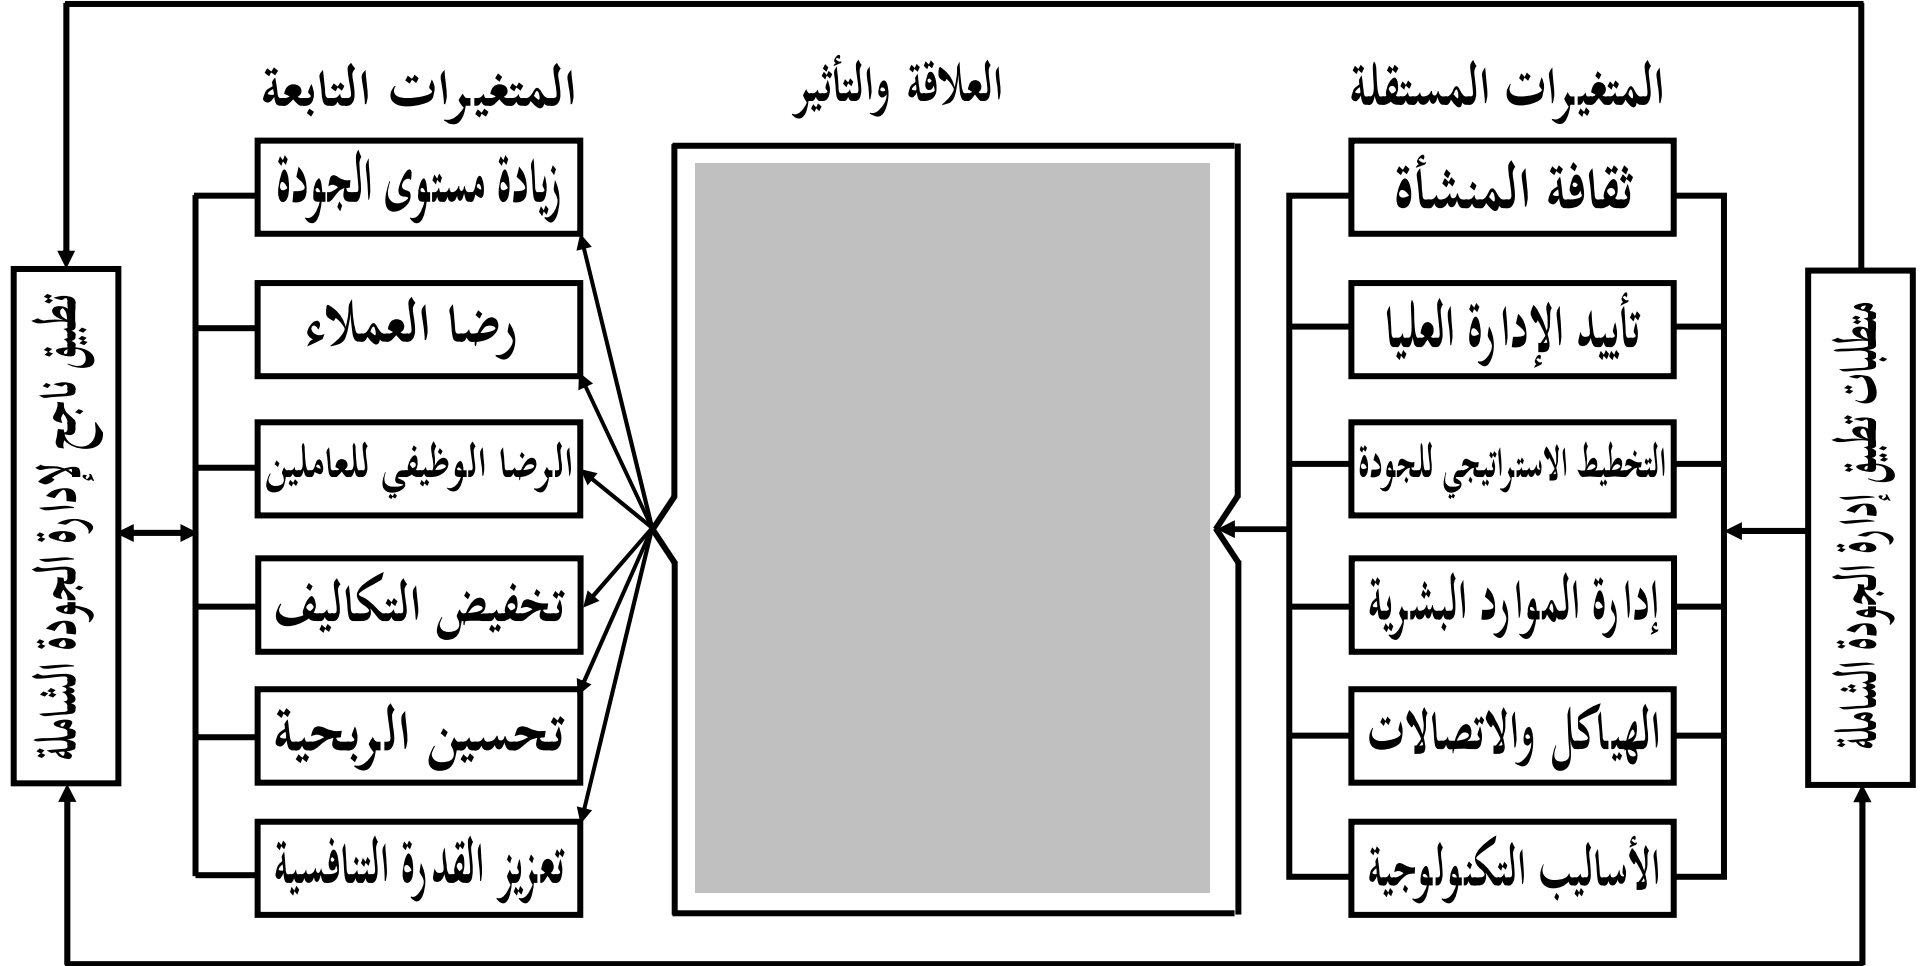 المتغيرات المستقلة
العلاقة والتأثير
المتغيرات التابعة
متطلبات تطبيق إدارة الجودة الشاملة
ثقافة المنشأة
تأييد الإدارة العليا
التخطيط الاستراتيجي للجودة
إدارة الموارد البشرية
الهياكل والاتصالات
الأساليب التكنولوجية
زيادة مستوى الجودة
رضا العملاء
الرضا الوظيفي للعاملين
تخفيض التكاليف
تحسين الربحية
تعزيز القدرة التنافسية
تطبيق ناجح لإدارة الجودة الشاملة